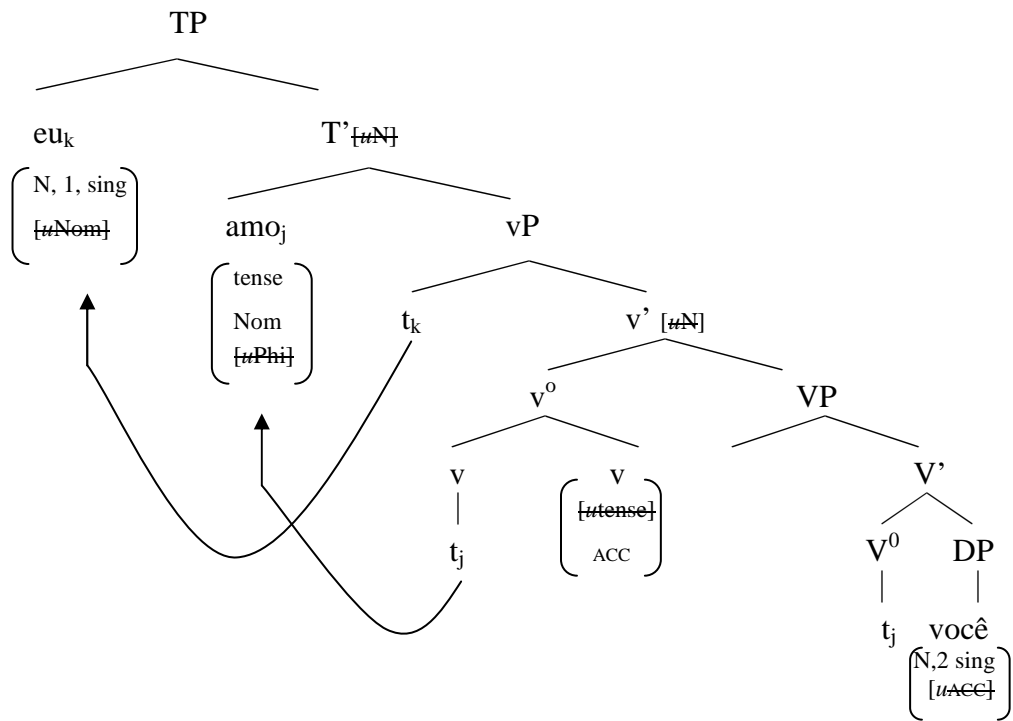 TP
eu_k T’[uN]
N, 1, sing
[uNom]
amo_j vP
tense
Nom
[uPhi]
t_k v’ [uN]
v^o VP
v v V’
[utense]
ACC
t_j V^0 DP
t_j você
N,2 sing
[uACC]